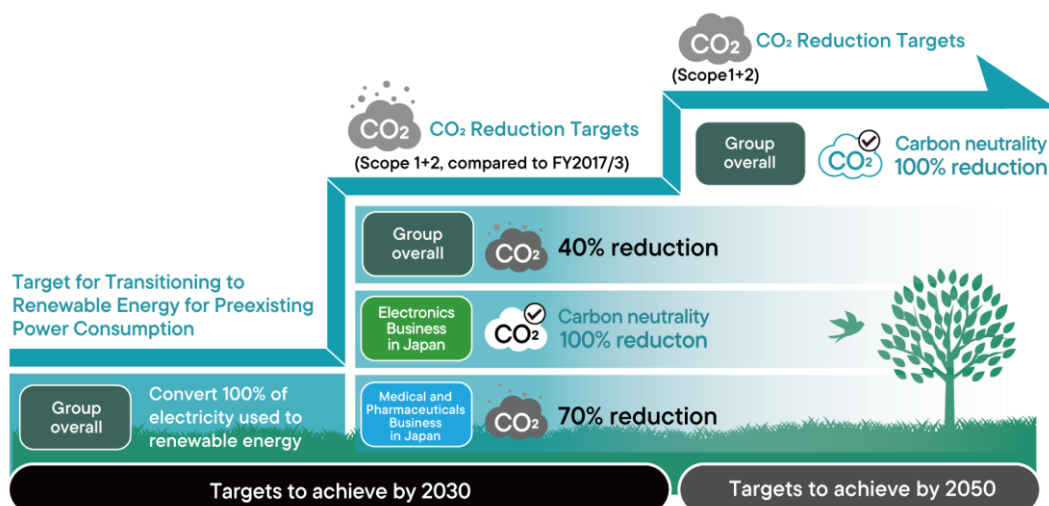 CO₂
CO₂ Reduction Targets
(Scope1+2)
CO₂
CO₂ Reduction Targets
(Scope 1+2, compared to FY2017/3)
Group
overall
CO₂
Carbon neutrality
100% reduction
Group
overall
CO₂
40% reduction
Target for Transitioning to
Renewable Energy for Preexisting
Power Consumption
Electronics
Business
in Japan
CO₂
Carbon neutrality
100% reducton
Group
overall
Convert 100% of
electricity used to
renewable energy
Medical and
Pharmaceuticals
Business
in Japan
CO₂
70% reduction
Targets to achieve by 2030
Targets to achieve by 2050